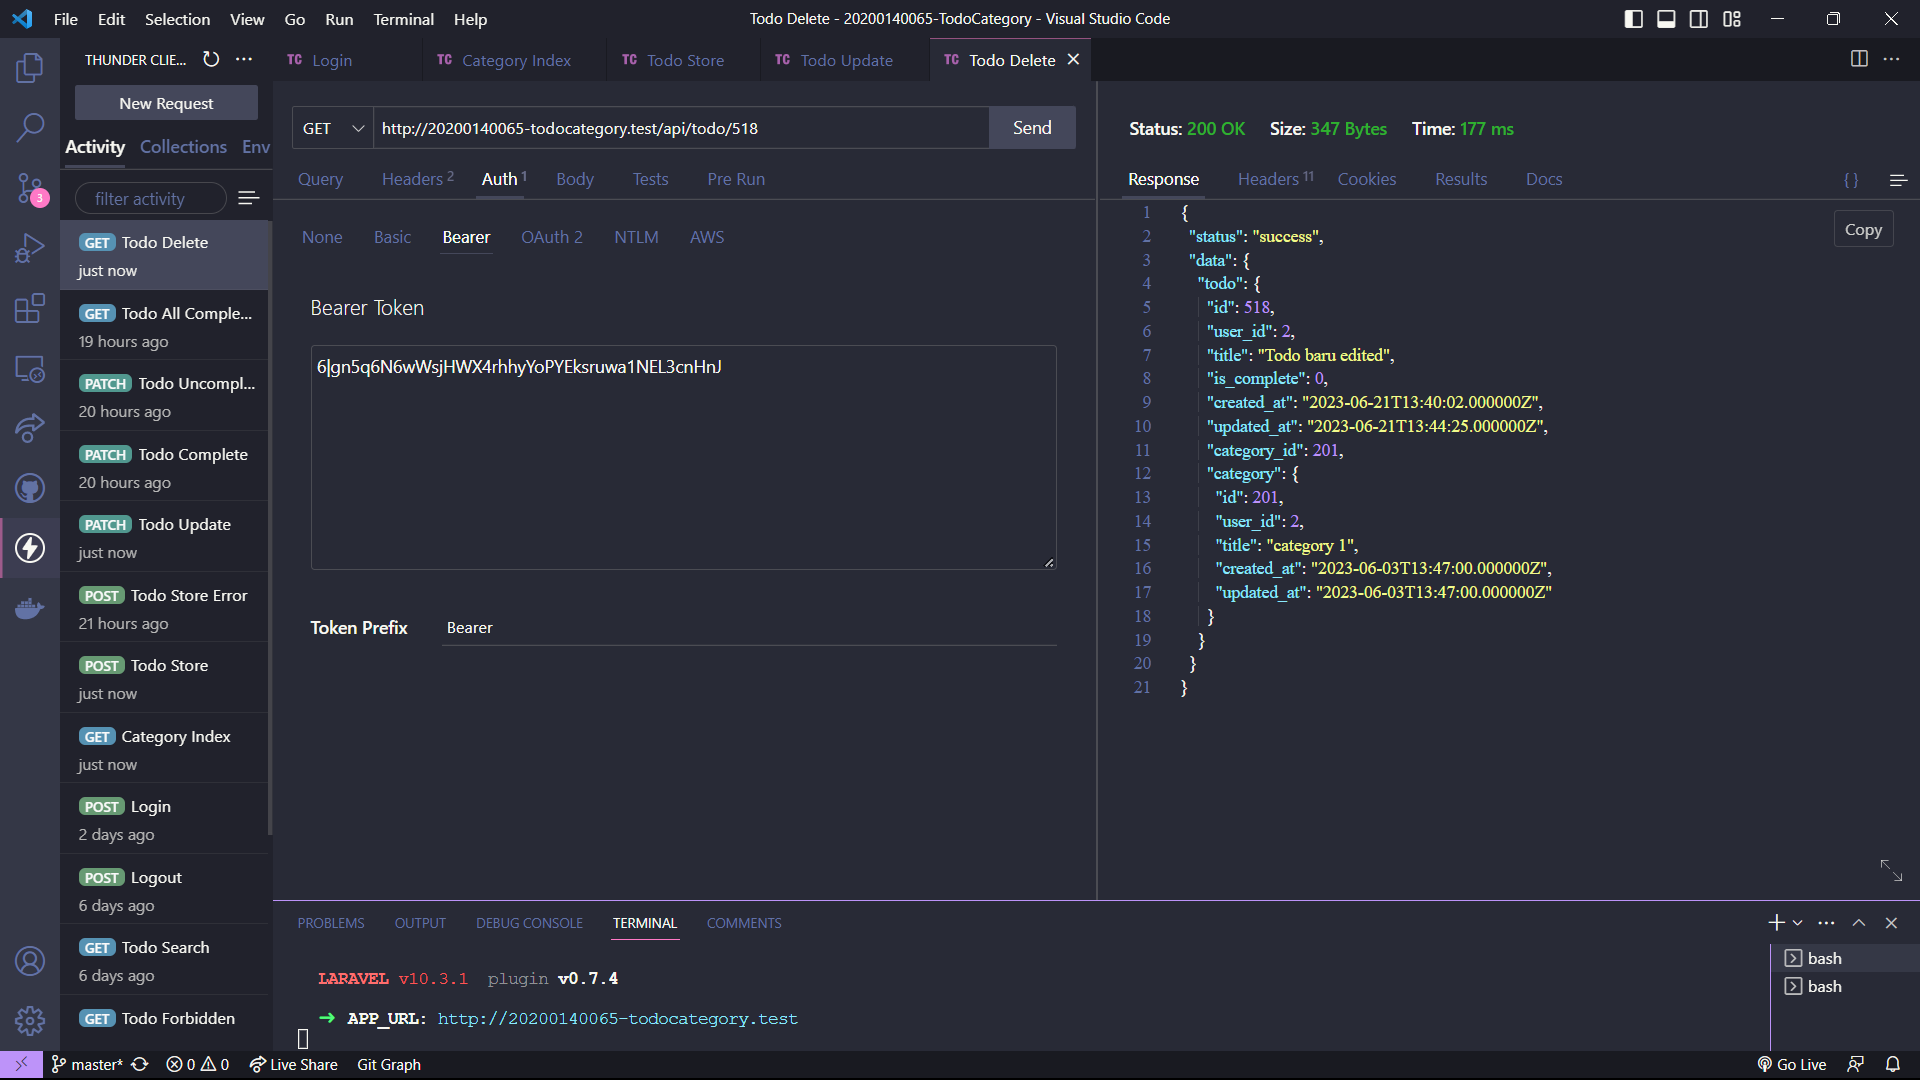 File Edit Selection View Go Run Terminal Help
Todo Delete - 20200140065-TodoCategory - Visual Studio Code
THUNDER CLIE...
TC Login
TC Category Index
TC Todo Store
TC Todo Update
TC Todo Delete
New Request
Activity Collections Env
filter activity
3
GET Todo Delete
just now
GET Todo All Comple...
19 hours ago
PATCH Todo Uncompl...
20 hours ago
PATCH Todo Complete
20 hours ago
PATCH Todo Update
just now
POST Todo Store Error
21 hours ago
POST Todo Store
just now
GET Category Index
just now
POST Login
2 days ago
POST Logout
6 days ago
GET Todo Search
6 days ago
GET Todo Forbidden
GET http://20200140065-todocategory.test/api/todo/518 Send
Query Headers 2 Auth 1 Body Tests Pre Run
None Basic Bearer OAuth 2 NTLM AWS
Bearer Token
6|gn5q6N6wWsjHWX4rhhyYoPYEksruwa1NEL3cnHnJ
Token Prefix Bearer
Status: 200 OK Size: 347 Bytes Time: 177 ms
Response Headers 11 Cookies Results Docs { }
Copy
1 {
2 "status": "success",
3 "data": {
4 "todo": {
5 "id": 518,
6 "user_id": 2,
7 "title": "Todo baru edited",
8 "is_complete": 0,
9 "created_at": "2023-06-21T13:40:02.000000Z",
10 "updated_at": "2023-06-21T13:44:25.000000Z",
11 "category_id": 201,
12 "category": {
13 "id": 201,
14 "user_id": 2,
15 "title": "category 1",
16 "created_at": "2023-06-03T13:47:00.000000Z",
17 "updated_at": "2023-06-03T13:47:00.000000Z"
18 }
19 }
20 }
21 }
PROBLEMS OUTPUT DEBUG CONSOLE TERMINAL COMMENTS
LARAVEL v10.3.1 plugin v0.7.4
➜ APP_URL: http://20200140065-todocategory.test
bash
bash
master* 0 0 Live Share Git Graph
Go Live